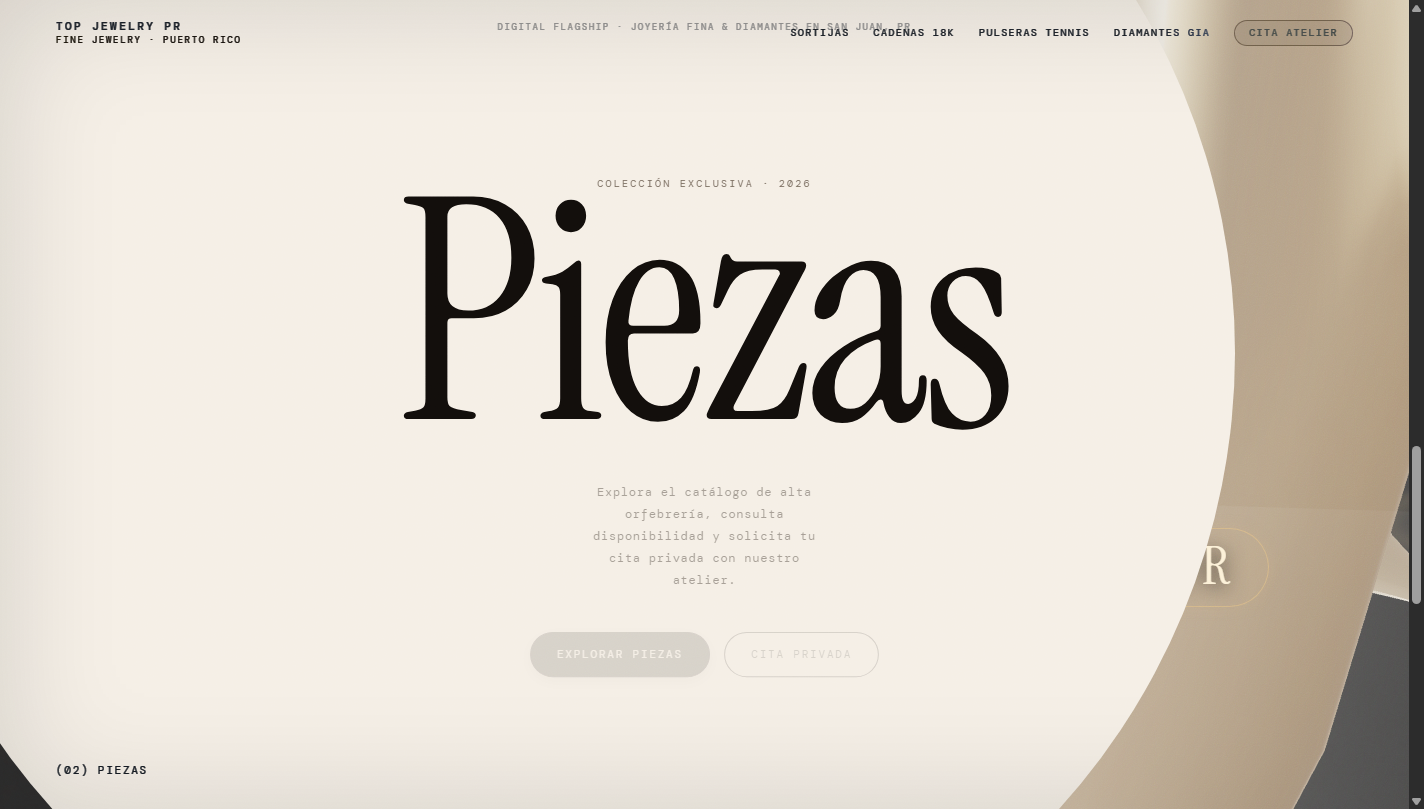 TOP JEWELRY PR
FINE JEWELRY · PUERTO RICO
DIGITAL FLAGSHIP · JOYERÍA FINA & DIAMANTES EN SAN JUAN, PR
SORTIJAS CADENAS 18K PULSERAS TENNIS DIAMANTES GIA CITA ATELIER
COLECCIÓN EXCLUSIVA · 2026
Piezas
Explora el catálogo de alta
orfebrería, consulta
disponibilidad y solicita tu
cita privada con nuestro
atelier.
R
EXPLORAR PIEZAS CITA PRIVADA
(02) PIEZAS